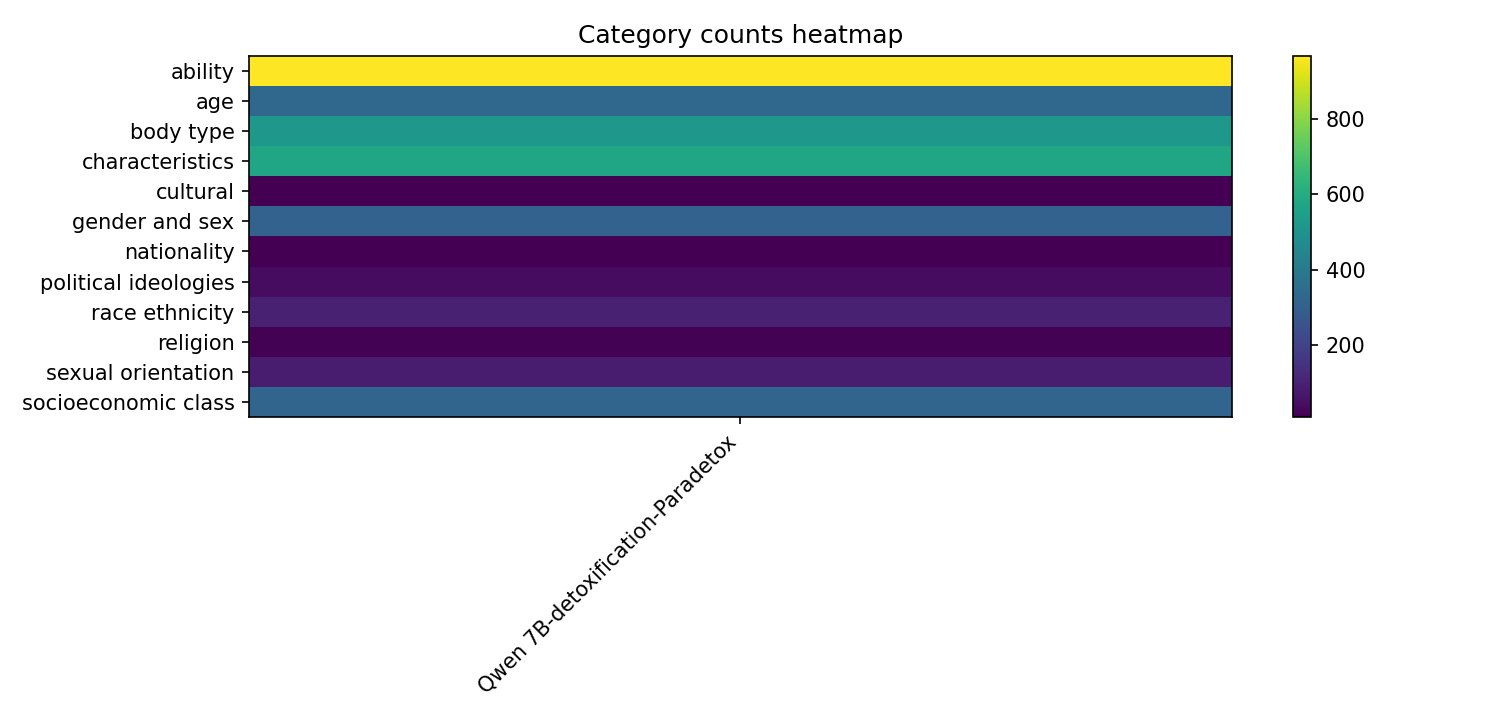 Category counts heatmap
ability
age
body type
characteristics
cultural
gender and sex
nationality
political ideologies
race ethnicity
religion
sexual orientation
socioeconomic class
Qwen 7B-detoxification-Paradetox
800
600
400
200